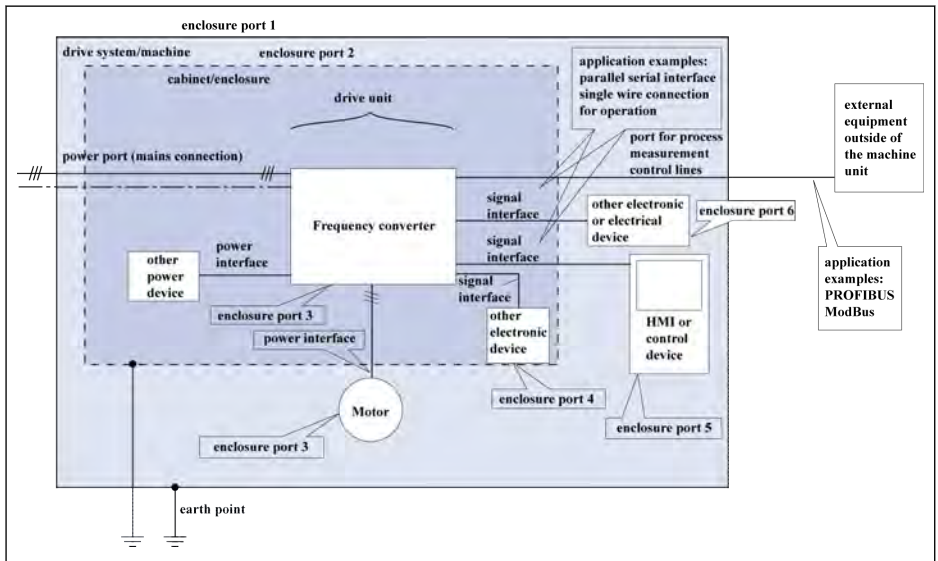 enclosure port 1
drive system/machine
enclosure port 2
cabinet/enclosure
drive unit
application examples:
parallel serial interface
single wire connection
for operation
port for process
measurement
control lines
external
equipment
outside of
the machine
unit
power port (mains connection)
Frequency converter
signal
interface
other electronic
or electrical
device
enclosure port 6
signal
interface
power
interface
other
power
device
signal
interface
application
examples:
PROFIBUS
ModBus
enclosure port 3
power interface
other
electronic
device
HMI or
control
device
enclosure port 4
Motor
enclosure port 3
enclosure port 5
earth point